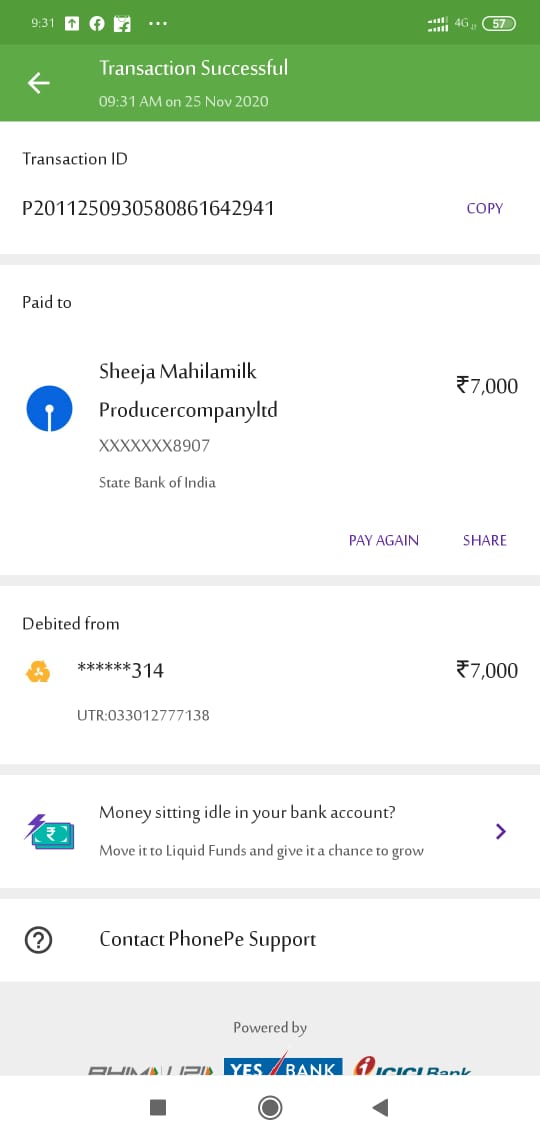 9:31
4G
57
Transaction Successful
09:31 AM on 25 Nov 2020
Transaction ID
P2011250930580861642941
COPY
Paid to
Sheeja Mahilamilk
Producercompanyltd
₹7,000
XXXXXXX8907
State Bank of India
PAY AGAIN SHARE
Debited from
******314
₹7,000
UTR:033012777138
Money sitting idle in your bank account?
Move it to Liquid Funds and give it a chance to grow
Contact PhonePe Support
Powered by
BHIM UPI YES BANK ICICI Bank